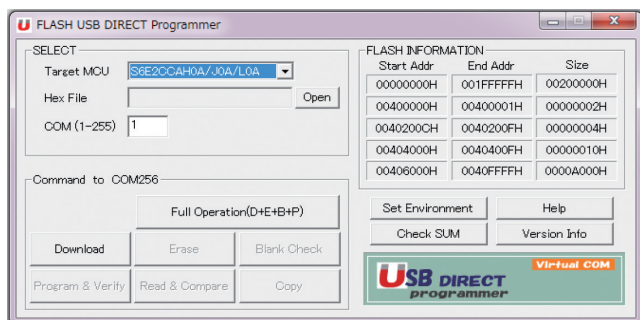 FLASH USB DIRECT Programmer
SELECT
Target MCU S6E2CCAH0A/J0A/L0A
Hex File Open
COM (1-255) 1
Command to COM256
Full Operation(D+E+B+P)
Download Erase Blank Check
Program & Verify Read & Compare Copy
FLASH INFORMATION
Start Addr End Addr Size
00000000H 001FFFFFH 00200000H
00400000H 00400001H 00000002H
0040200CH 0040200FH 00000004H
00404000H 0040400FH 00000010H
00406000H 0040FFFFH 0000A000H
Set Environment Help
Check SUM Version Info
Virtual COM
USB DIRECT
programmer